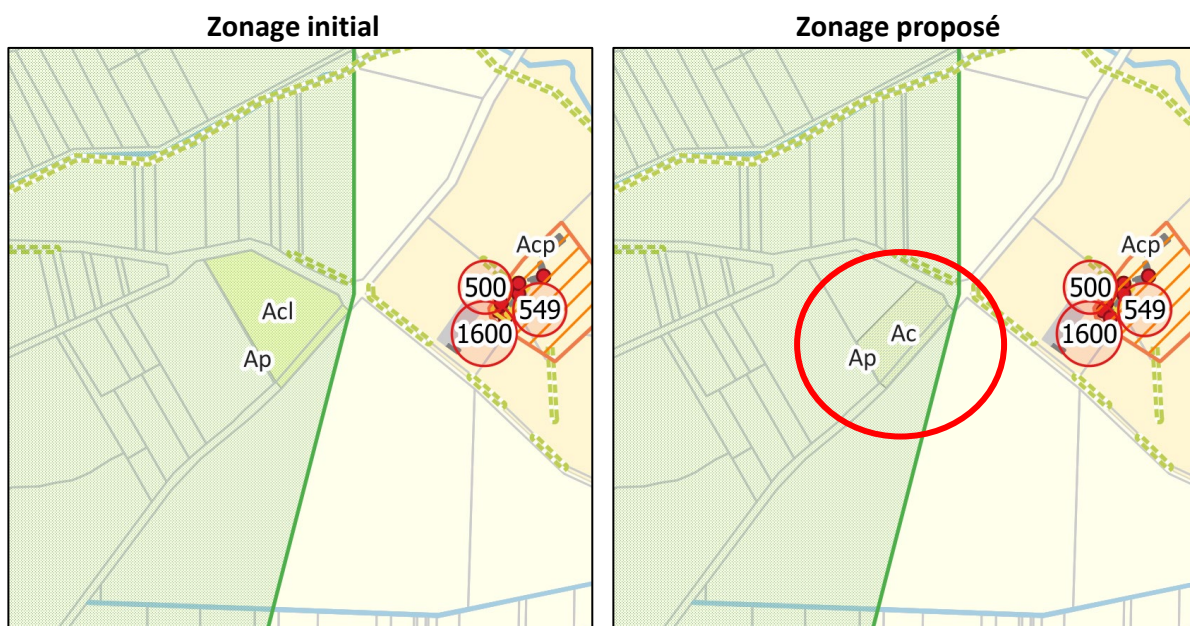 Zonage initial
Zonage proposé
Acp
500
549
1600
Acl
Ap
Acp
500
549
1600
Ac
Ap